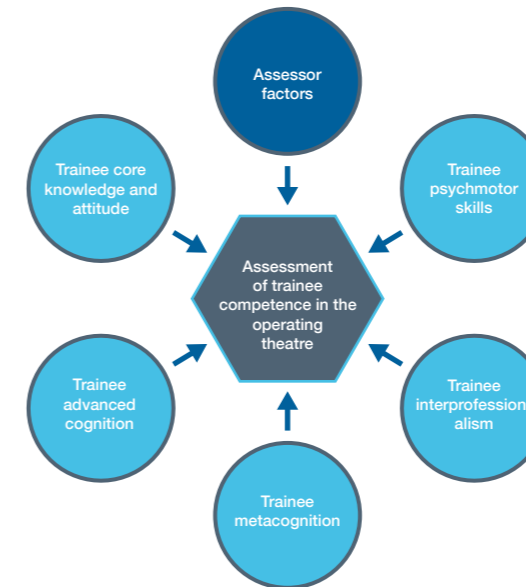 Assessor
factors
Trainee core
knowledge and
attitude
Trainee
psychmotor
skills
Assessment
of trainee
competence in the
operating
theatre
Trainee
advanced
cognition
Trainee
interprofession
alism
Trainee
metacognition